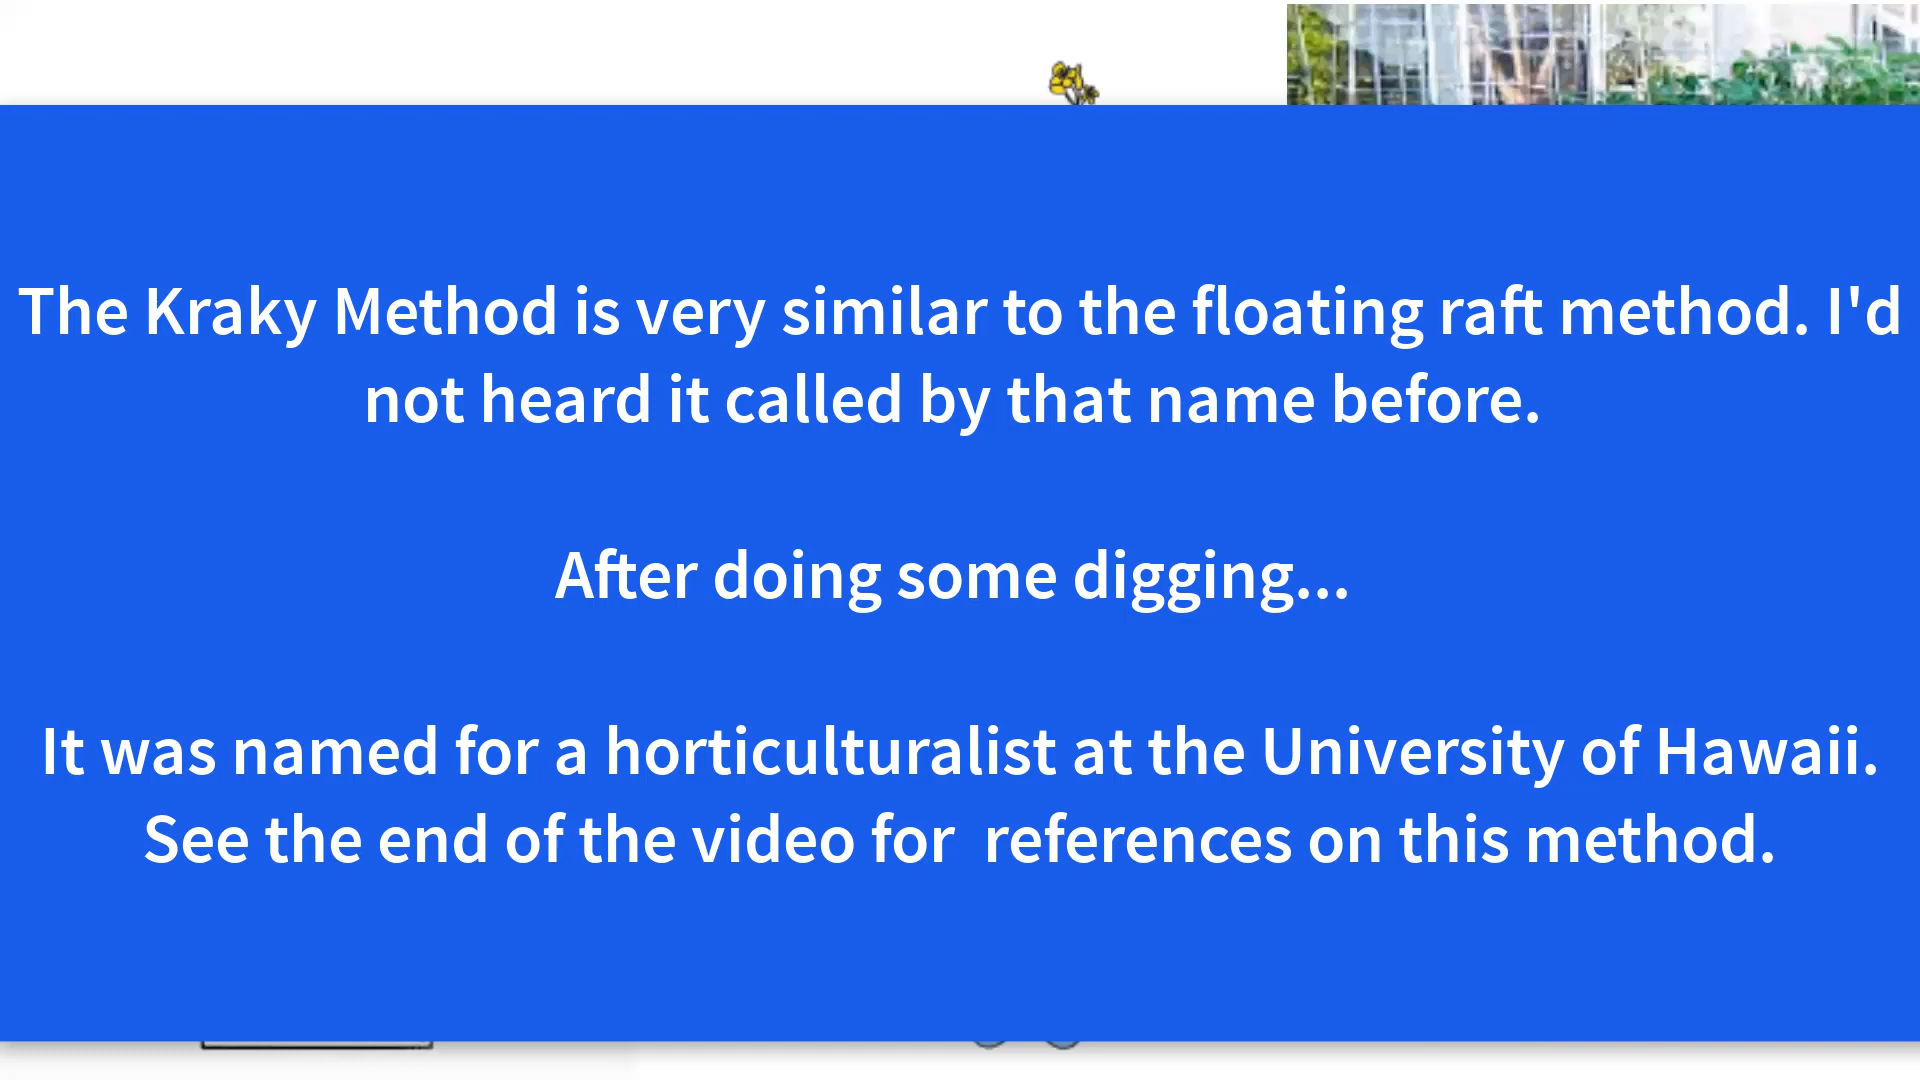 The Kraky Method is very similar to the floating raft method. I'd
not heard it called by that name before.
After doing some digging...
It was named for a horticulturalist at the University of Hawaii.
See the end of the video for  references on this method.